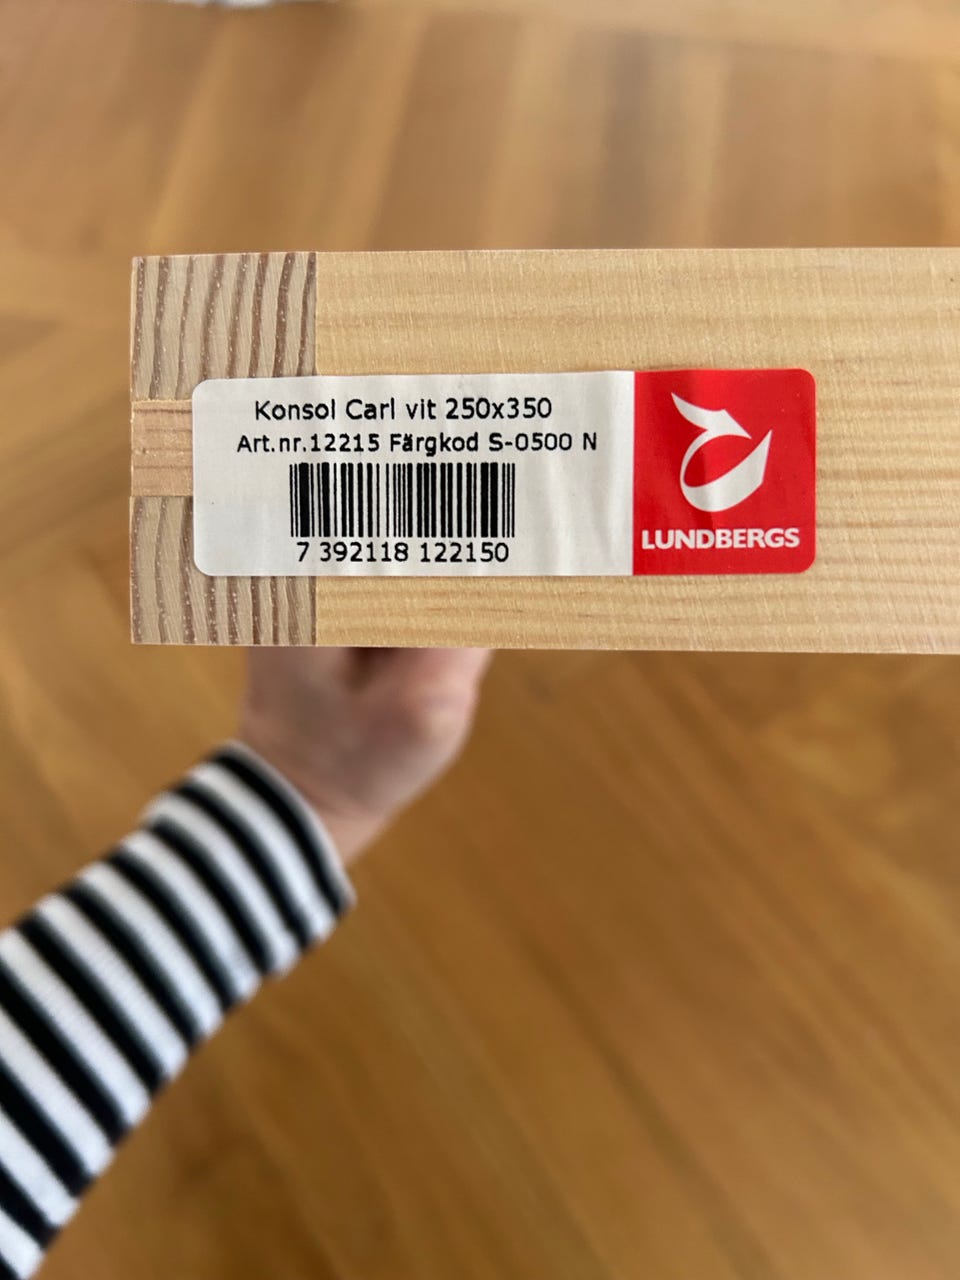 Konsol Carl vit 250x350
Art.nr.12215 Färgkod S-0500 N
7 392118 122150
LUNDBERGS